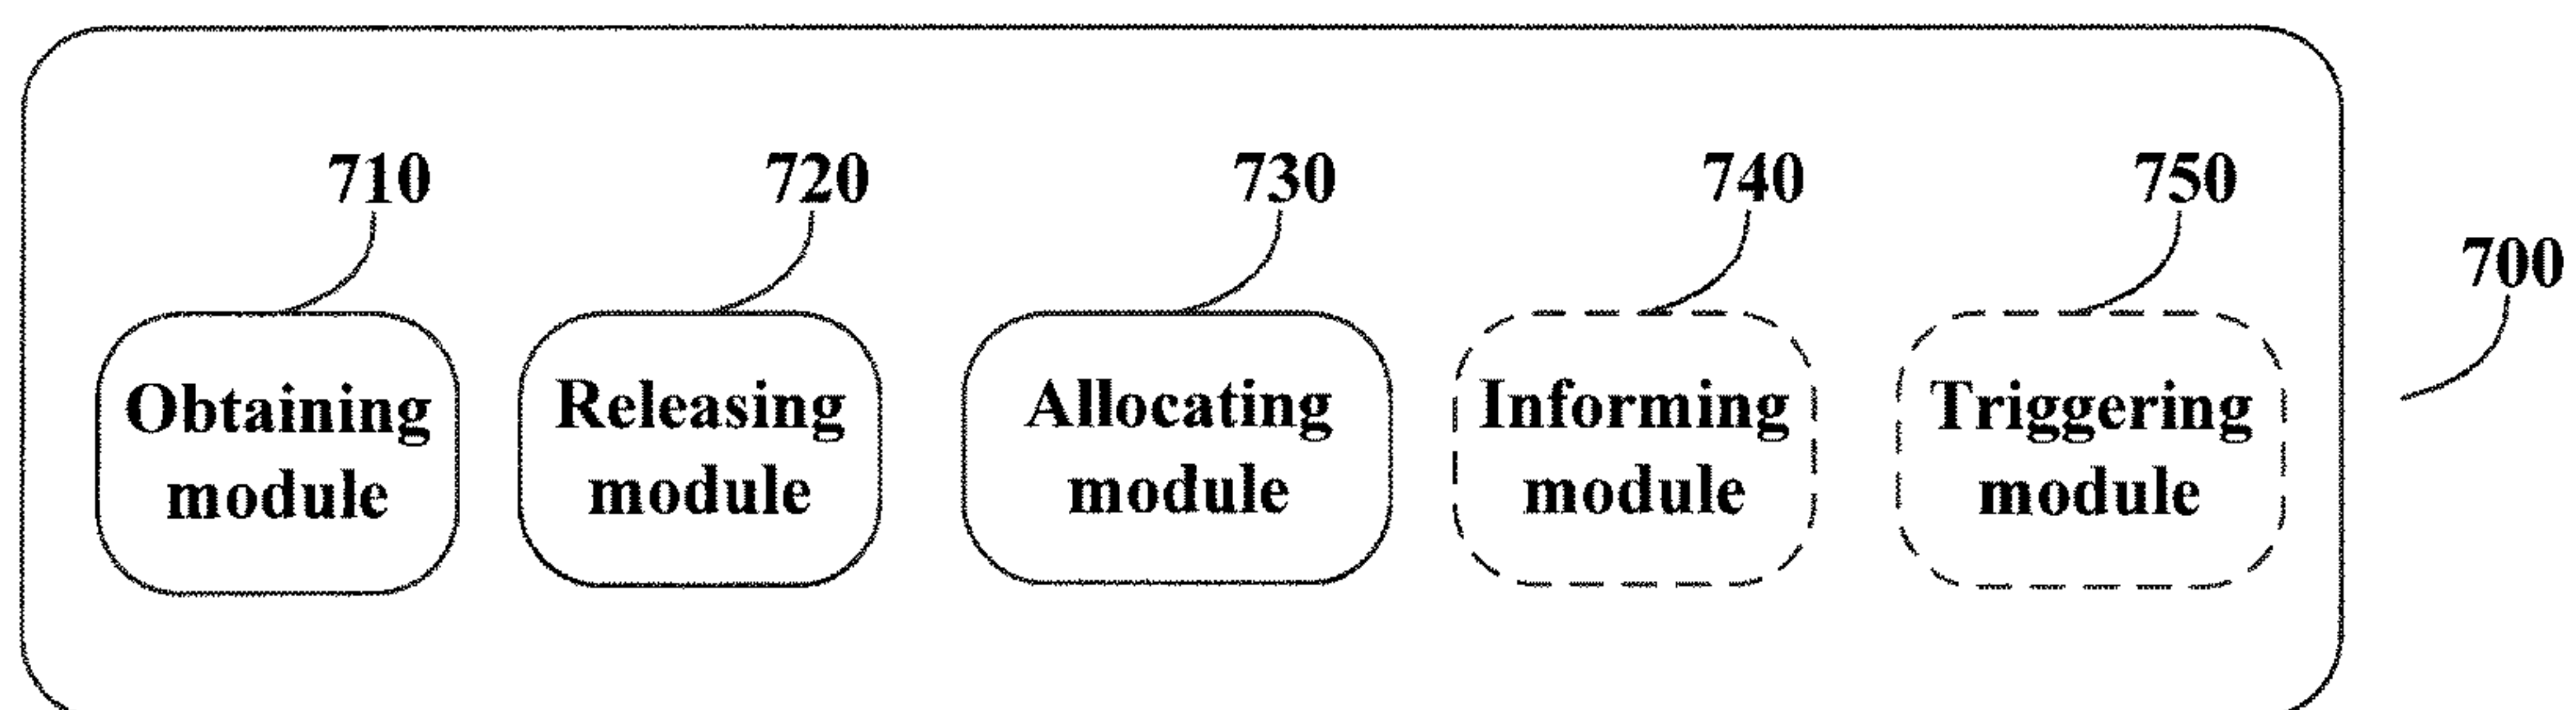 710 720 730 740 750
700
Obtaining Releasing Allocating Informing Triggering
module module module module module